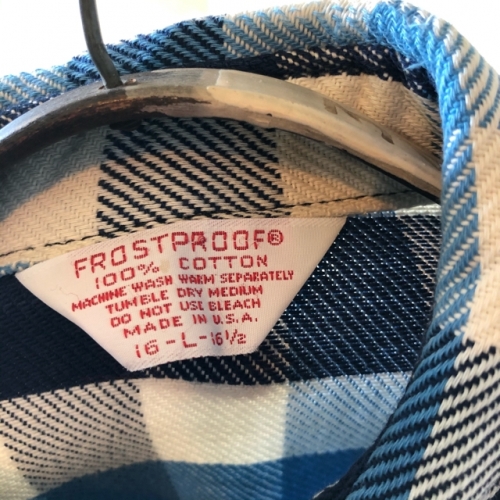 FROSTPROOF®
100% COTTON
MACHINE WASH WARM SEPARATELY
TUMBLE DRY MEDIUM
DO NOT USE BLEACH
MADE IN U.S.A.
16-L-16½